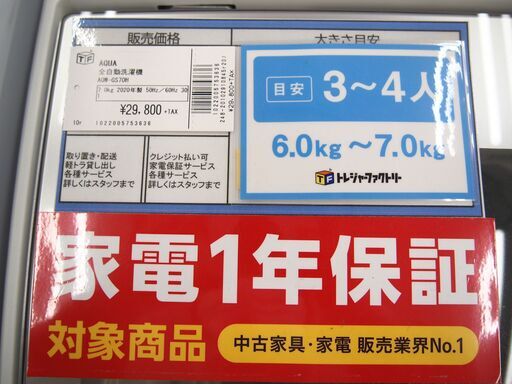 販売価格
大きさ目安
TF
AQUA
全自動洗濯機
AQW-GS70H
7.0kg 2020年製 50Hz/60Hz 30
¥29,800+TAX
10r
1022005753636
1022005753636
¥29,800+TAX
目安 3～4人
6.0kg ～7.0kg
TF トレジャーファクトリー
取り置き・配送
軽トラ貸し出し
各種サービス
詳しくはスタッフまで
クレジット払い可
家電保証サービス
各種サービス
詳しくはスタッフまで
家電1年保証
対象商品
中古家具・家電 販売業界No.1